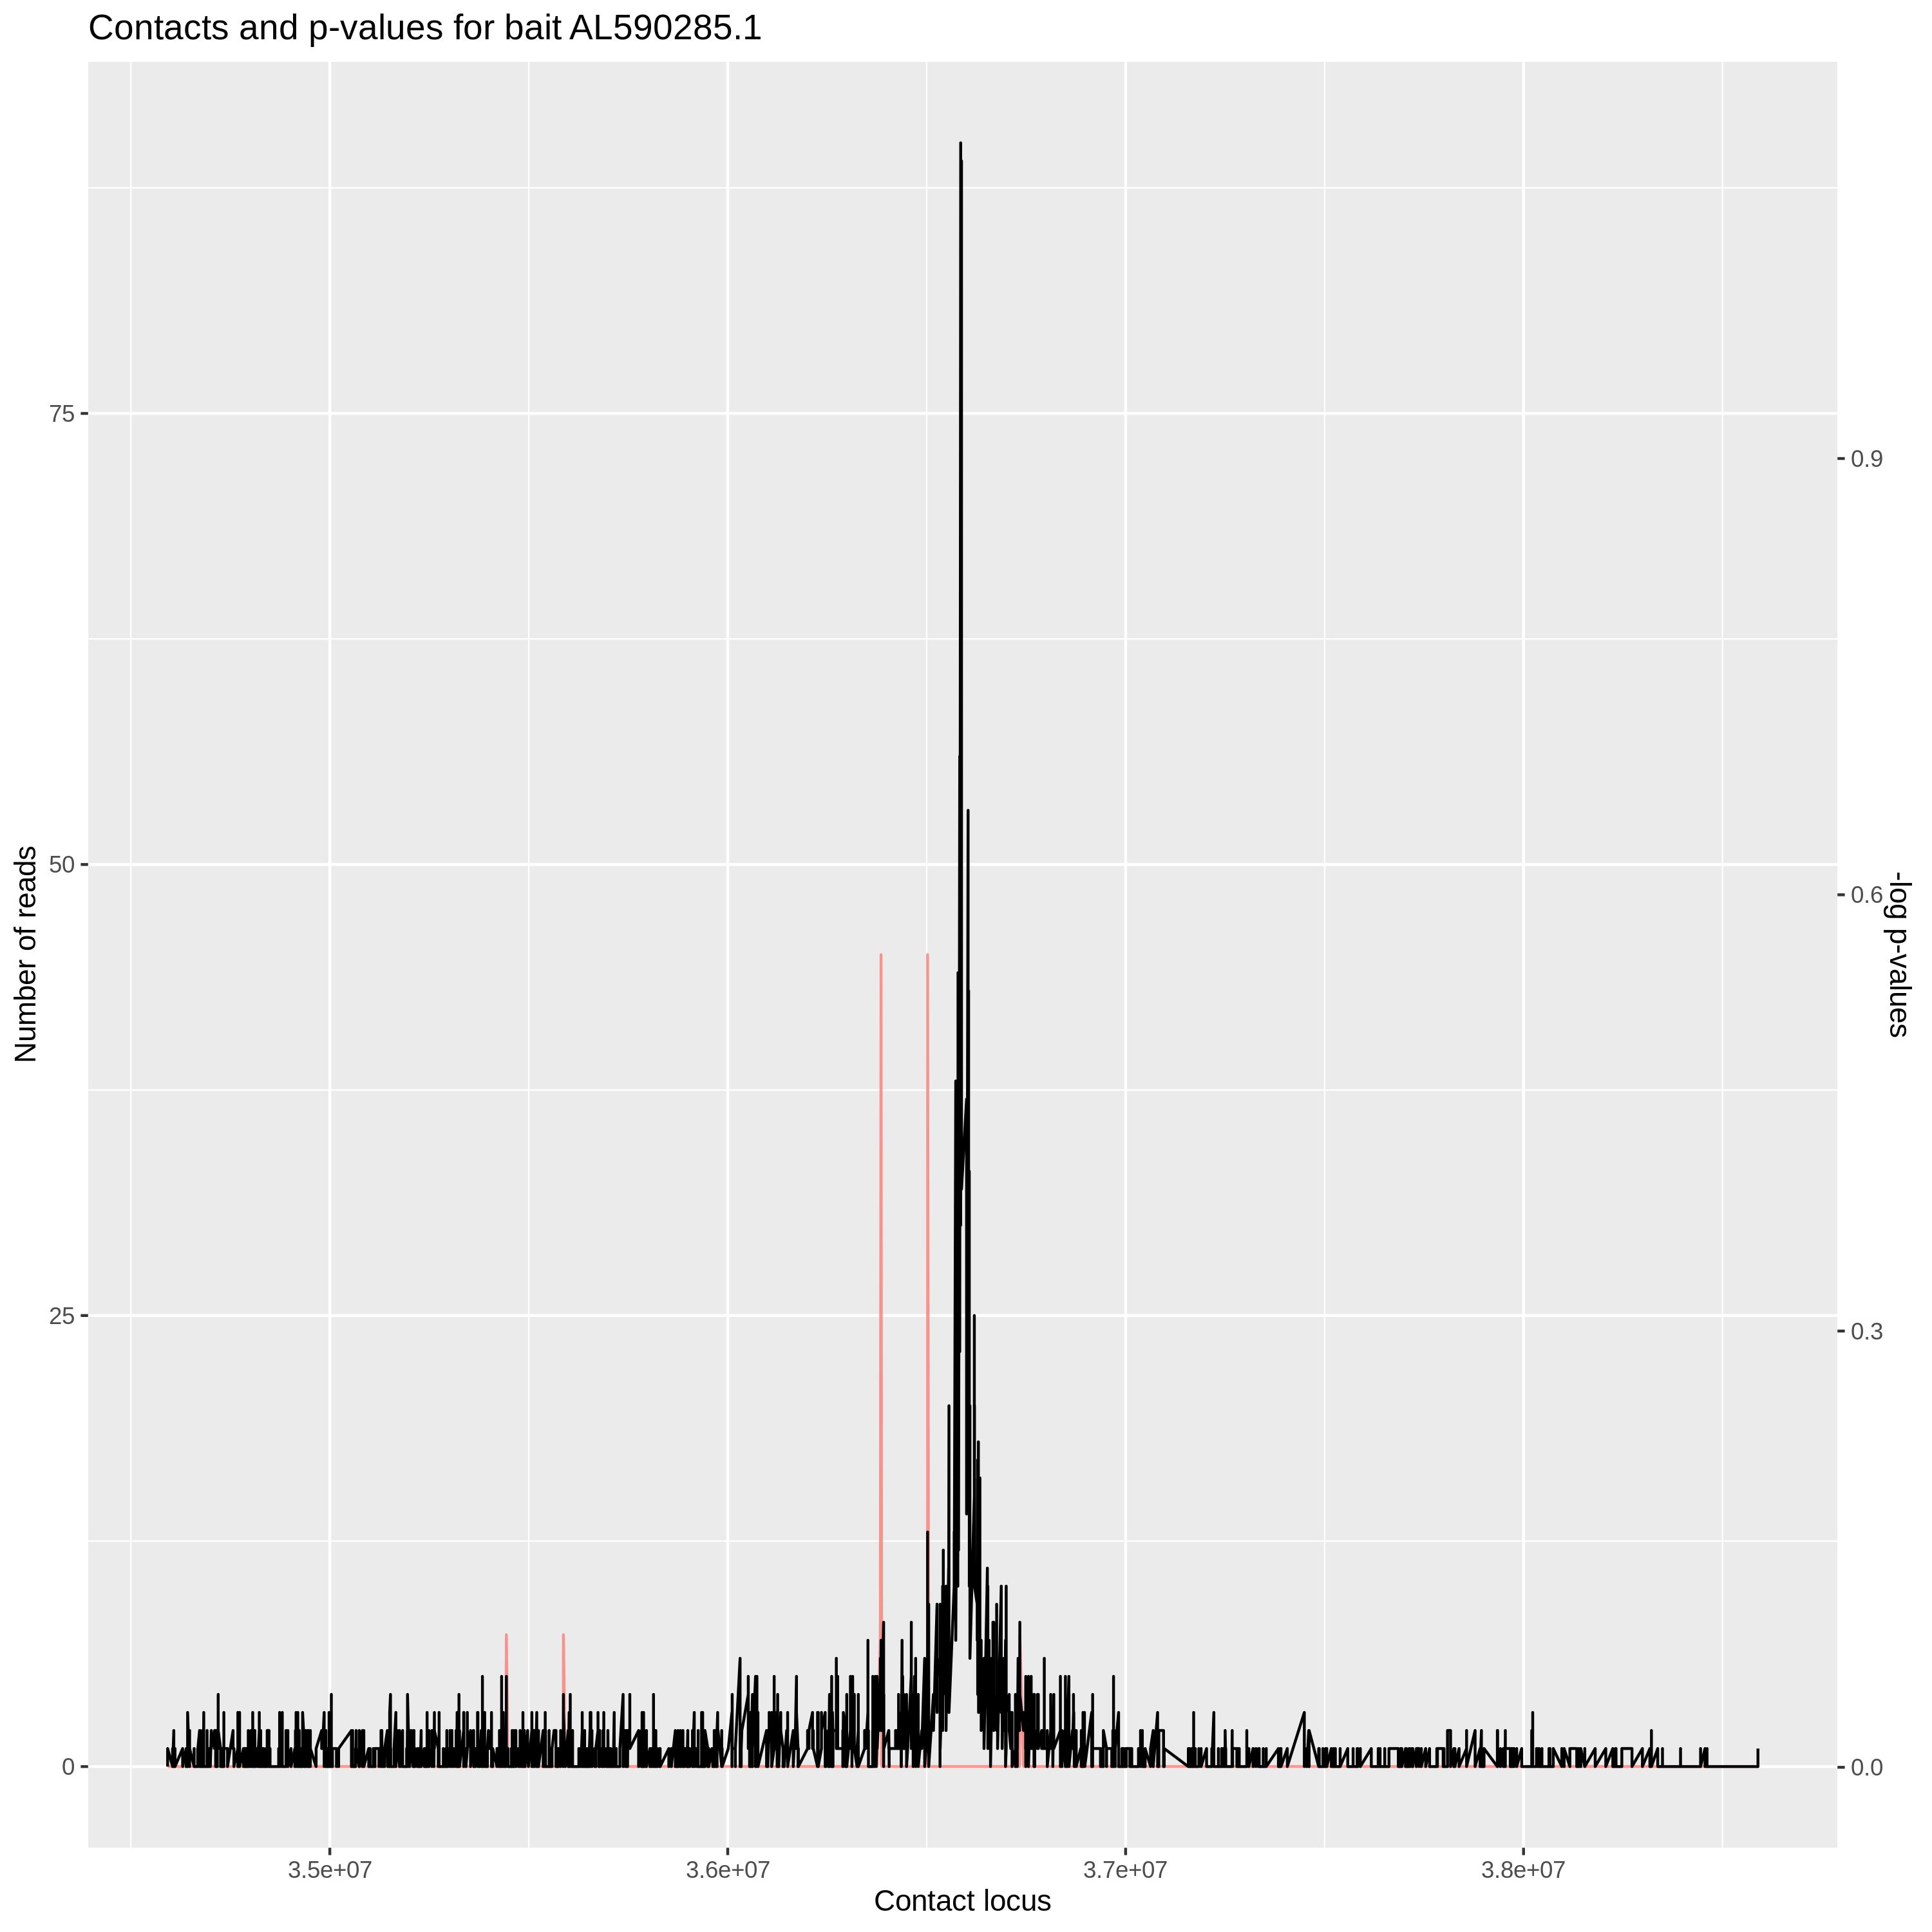 Contacts and p-values for bait AL590285.1
75
50
25
0
Number of reads
0.9
0.6
0.3
0.0
-log p-values
3.5e+07
3.6e+07
3.7e+07
3.8e+07
Contact locus